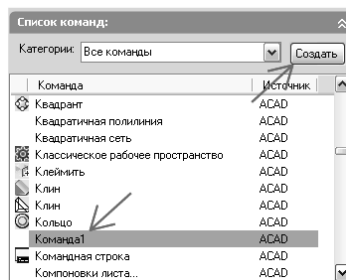 Список команд:
Категории: Все команды Создать
Команда Источник
Квадрант ACAD
Квадратичная полилиния ACAD
Квадратичная сеть ACAD
Классическое рабочее пространство ACAD
Клеймить ACAD
Клин ACAD
Клин ACAD
Кольцо ACAD
Команда1 ACAD
Командная строка ACAD
Компоновки листа... ACAD